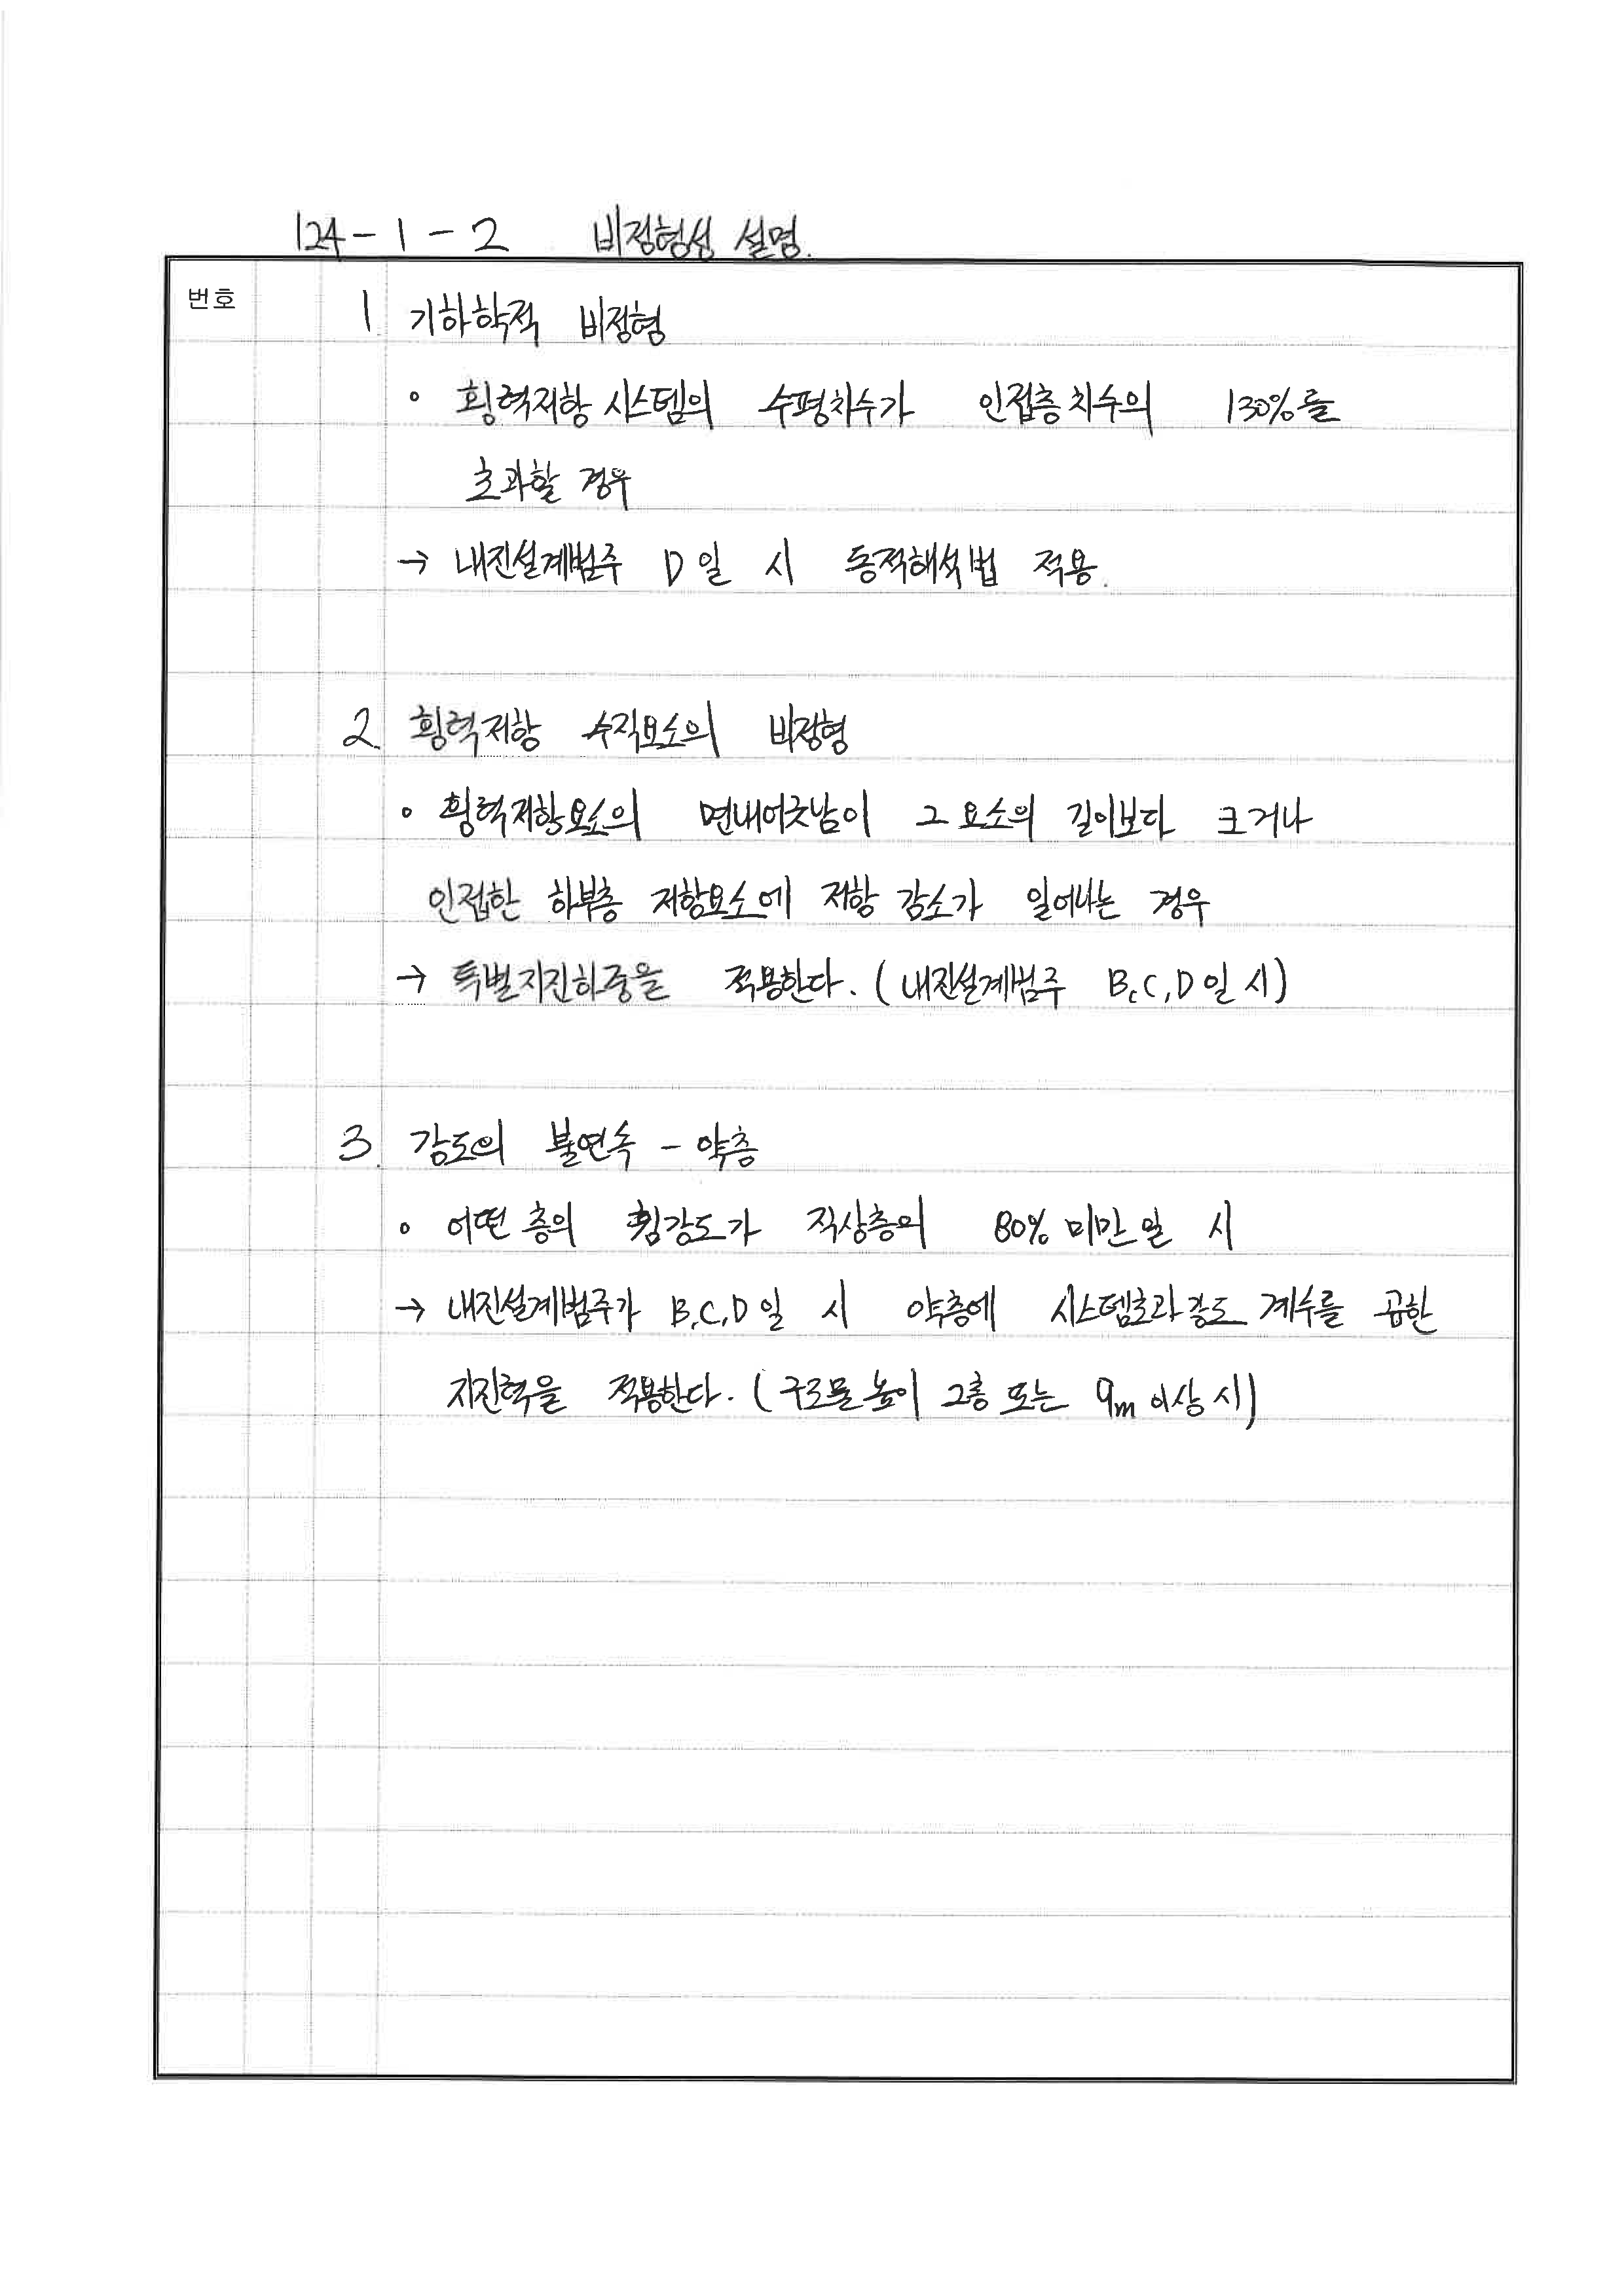 124-1-2 비정형성 설명.
번호
1. 기하학적 비정형
◦ 횡력저항 시스템의 수평치수가 인접층 치수의 130%를
초과할 경우
→ 내진설계범주 D일 시 동적해석법 적용.
2. 횡력저항 수직요소의 비정형
◦ 횡력저항요소의 면내어긋남이 그 요소의 길이보다 크거나
인접한 하부층 저항요소에 저항 감소가 일어나는 경우
→ 특별지진하중을 적용한다. (내진설계범주 B,C,D일 시)
3. 강도의 불연속 - 약층
◦ 어떤 층의 횡강도가 직상층의 80% 미만일 시
→ 내진설계범주가 B,C,D일 시 약층에 시스템초과강도 계수를 곱한
지진력을 적용한다. (구조물 높이 2층 또는 9m 이상 시)